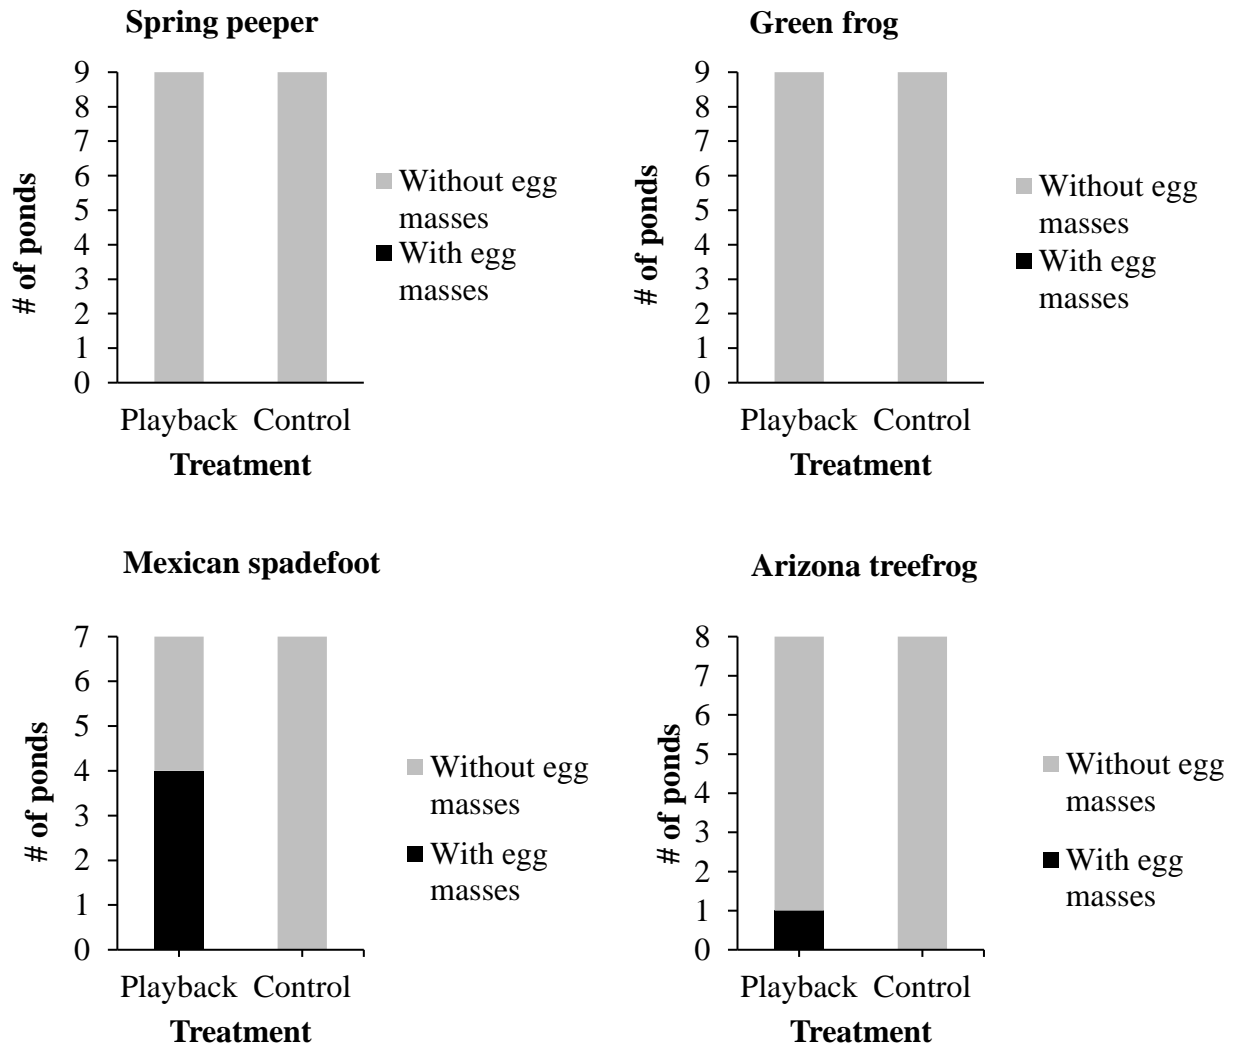 Spring peeper
# of ponds
9
8
7
6
5
4
3
2
1
0
Playback Control
Treatment
Without egg
masses
With egg
masses
Green frog
# of ponds
9
8
7
6
5
4
3
2
1
0
Playback Control
Treatment
Without egg
masses
With egg
masses
Mexican spadefoot
# of ponds
7
6
5
4
3
2
1
0
Playback Control
Treatment
Without egg
masses
With egg
masses
Arizona treefrog
# of ponds
8
7
6
5
4
3
2
1
0
Playback Control
Treatment
Without egg
masses
With egg
masses